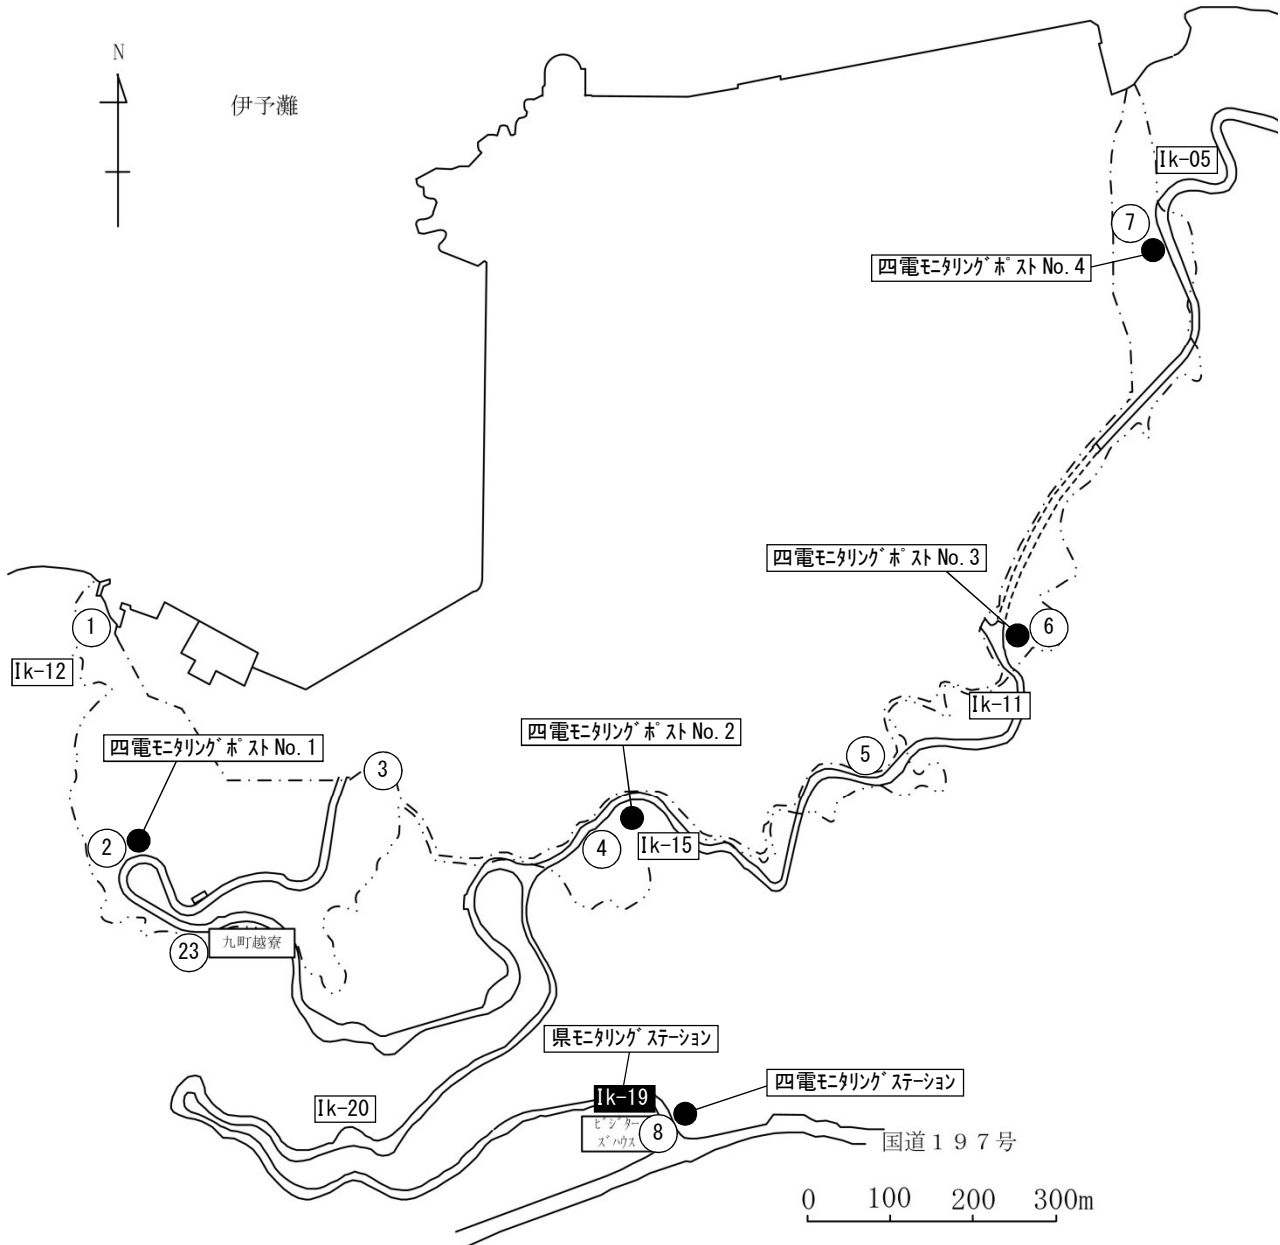 N
伊予灘
Ik-05
7
四電モニタリングポスト No. 4
四電モニタリングポスト No. 3
6
1
Ik-12
Ik-11
四電モニタリングポスト No. 1
四電モニタリングポスト No. 2
5
3
2
4
Ik-15
23
九町越寮
県モニタリングステーション
四電モニタリングステーション
Ik-19
Ik-20
ビジター
ズハウス
8
国道197号
0 100 200 300m